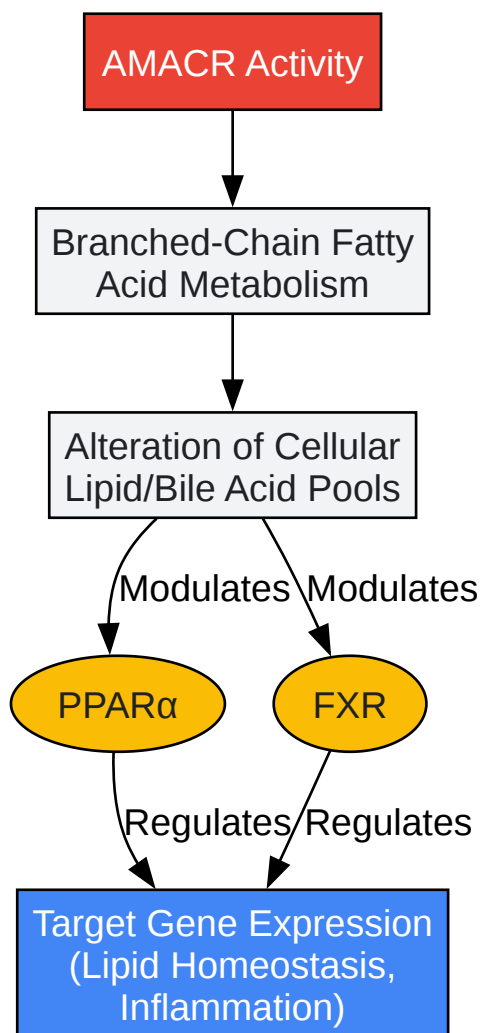 AMACR Activity
Branched-Chain Fatty
Acid Metabolism
Alteration of Cellular
Lipid/Bile Acid Pools
Modulates
Modulates
PPARα
FXR
Regulates
Regulates
Target Gene Expression
(Lipid Homeostasis,
Inflammation)